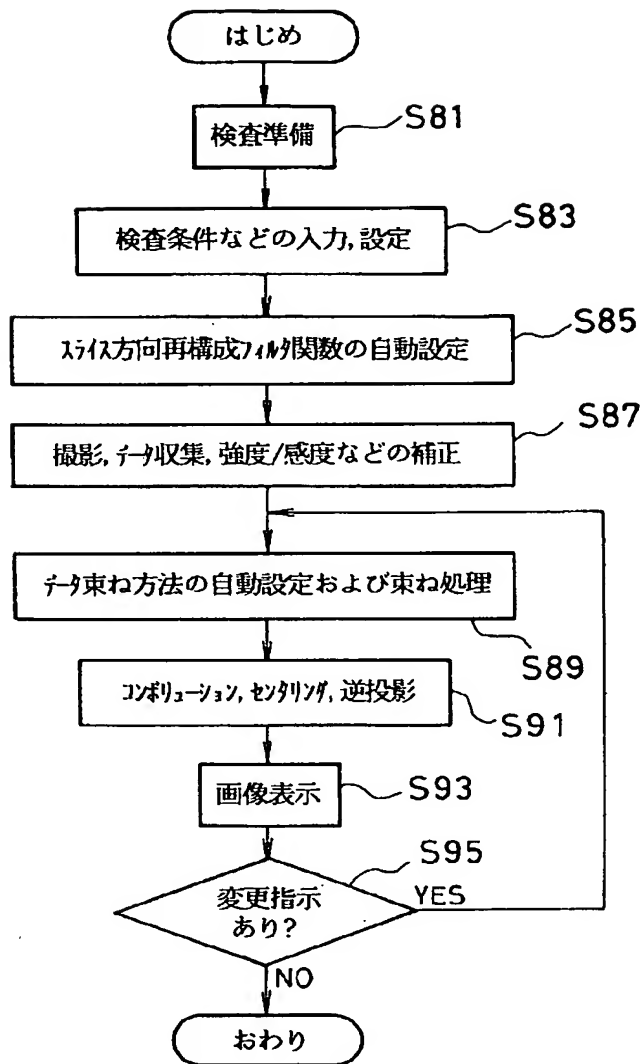 はじめ
検査準備
S81
検査条件などの入力,設定
S83
ｽﾗｲｽ方向再構成ﾌｨﾙﾀ関数の自動設定
S85
撮影,ﾃﾞｰﾀ収集,強度/感度などの補正
S87
ﾃﾞｰﾀ束ね方法の自動設定および束ね処理
S89
ｺﾝﾎﾞﾘｭｰｼｮﾝ,ｾﾝﾀﾘﾝｸﾞ,逆投影
S91
画像表示
S93
S95
変更指示
あり?
YES
NO
おわり